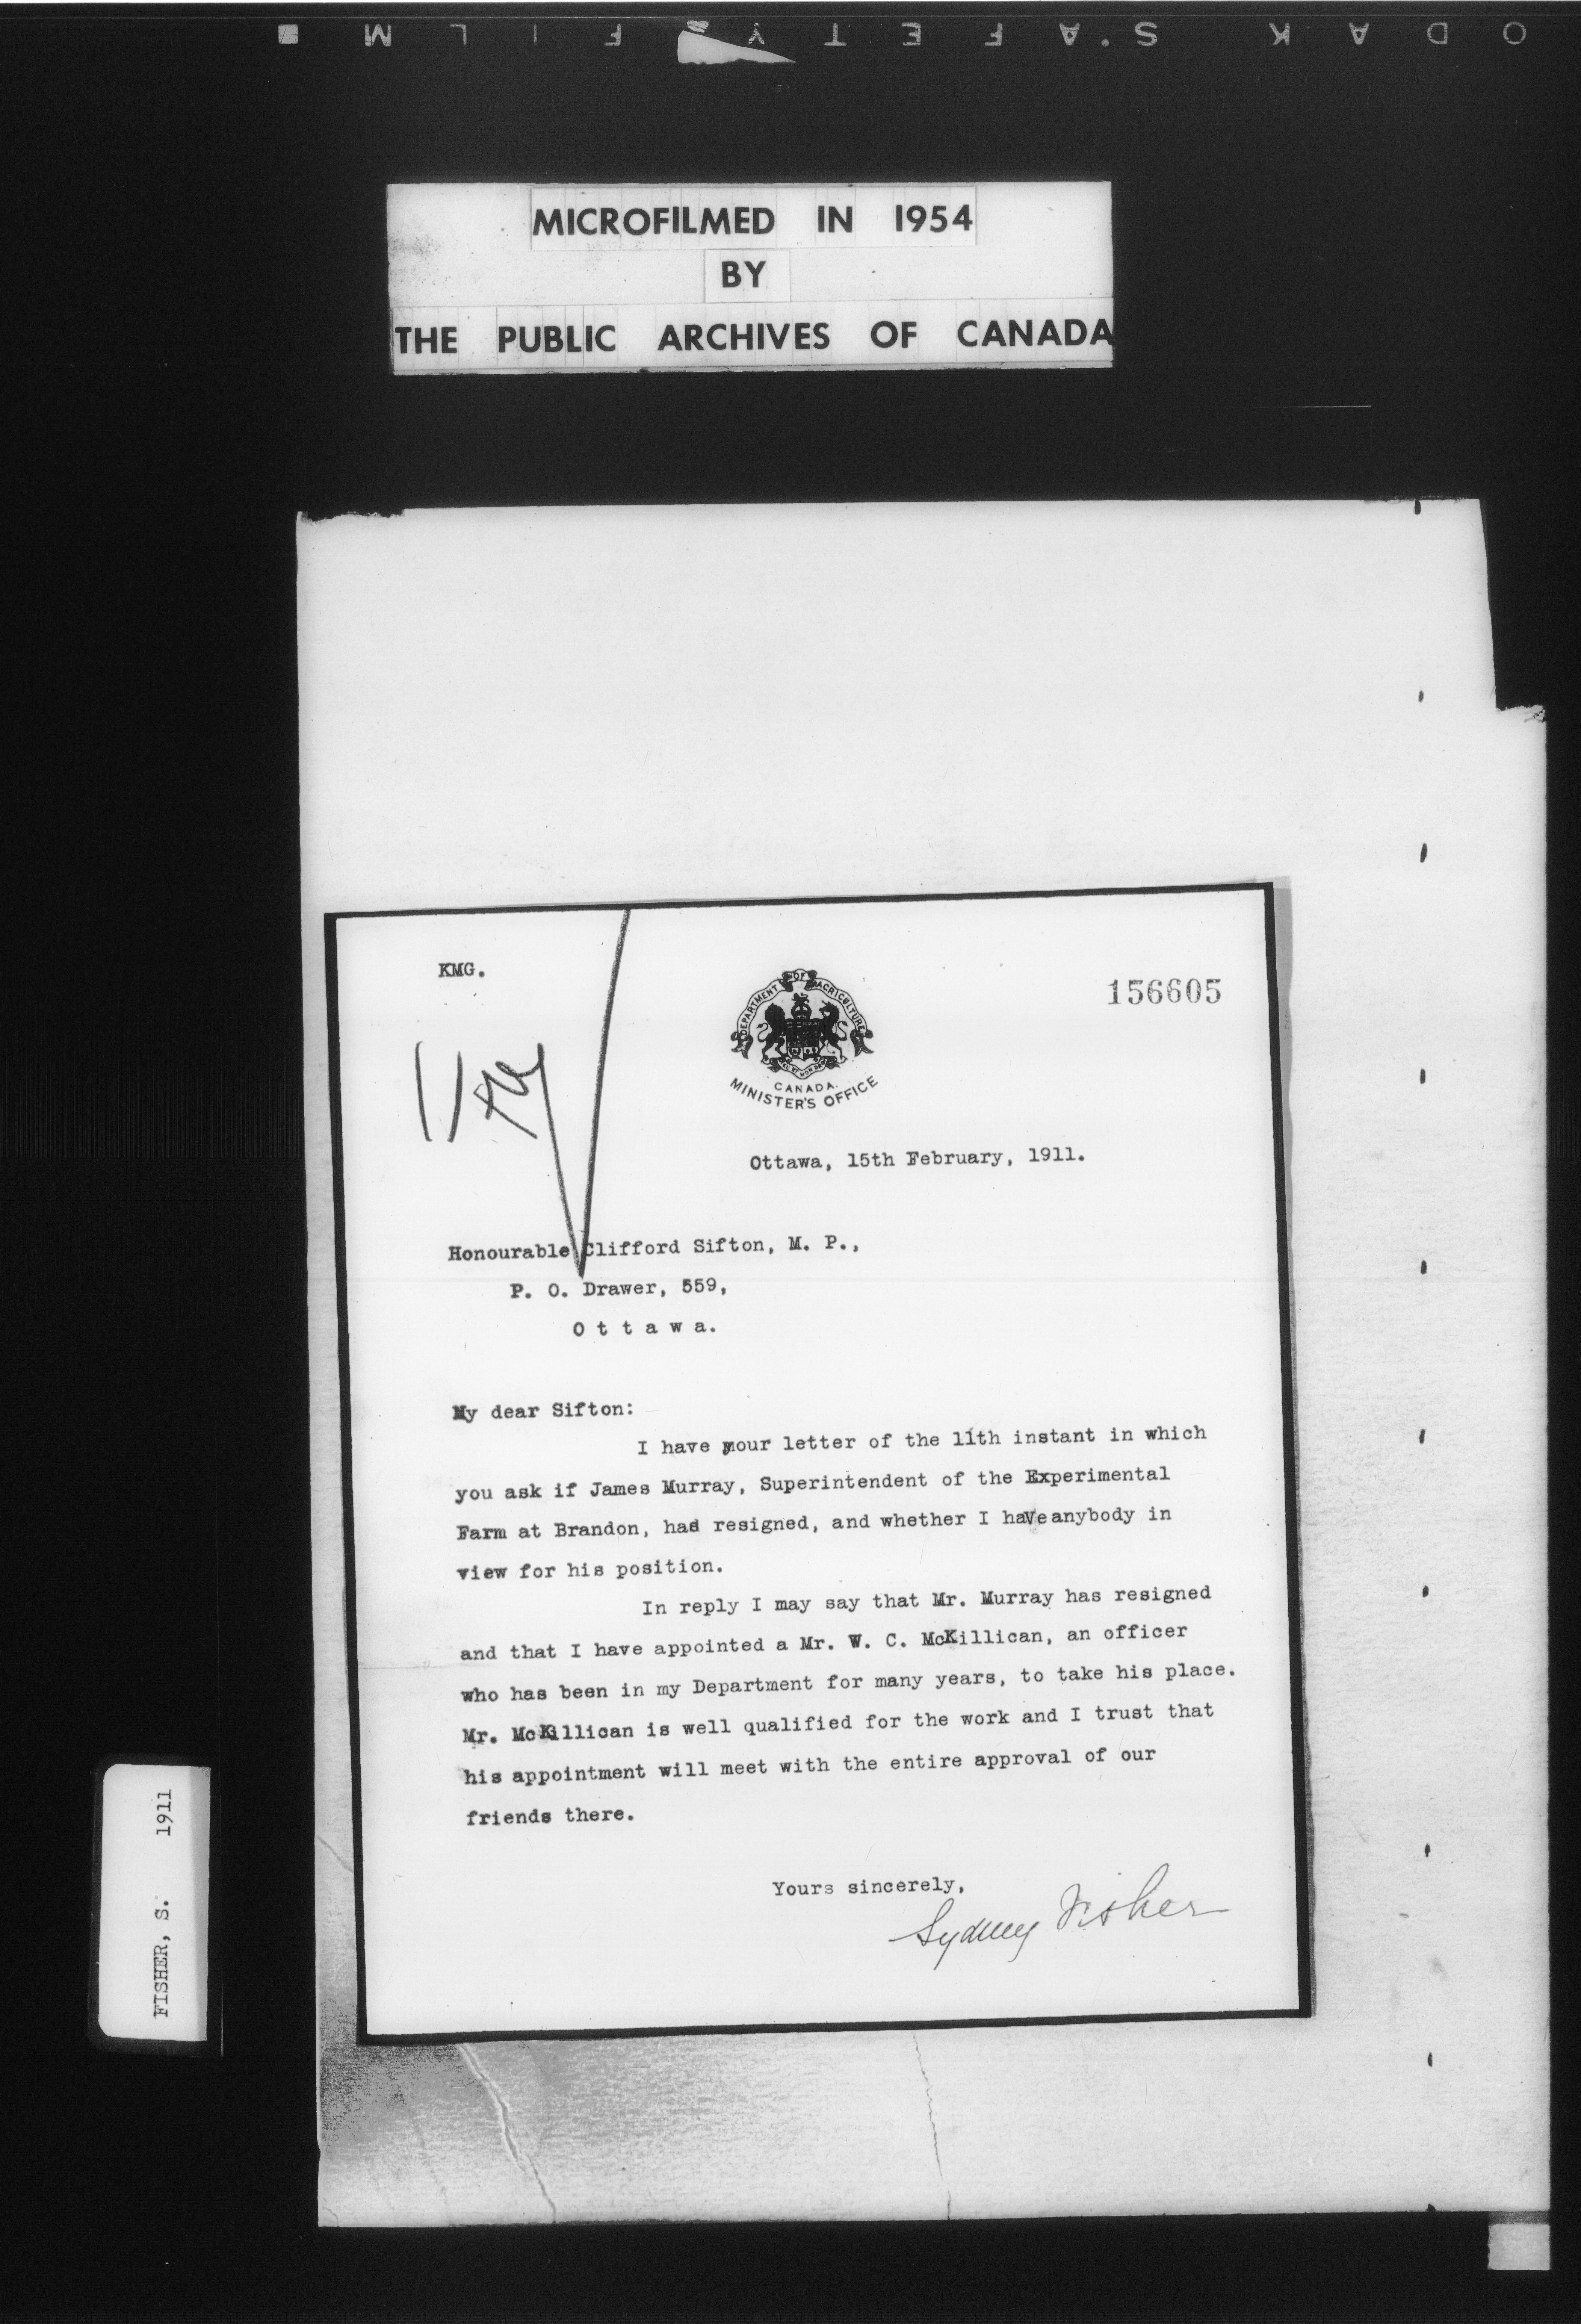 KODAK SAFETY FILM
MICROFILMED IN 1954
BY
THE PUBLIC ARCHIVES OF CANADA
KMG.
156605
DEPARTMENT OF AGRICULTURE
CANADA.
MINISTER'S OFFICE
Ottawa, 15th February, 1911.
Honourable Clifford Sifton, M. P.,
P. O. Drawer, 559,
O t t a w a.
My dear Sifton:
I have your letter of the 11th instant in which
you ask if James Murray, Superintendent of the Experimental
Farm at Brandon, had resigned, and whether I have anybody in
view for his position.
In reply I may say that Mr. Murray has resigned
and that I have appointed a Mr. W. C. McKillican, an officer
who has been in my Department for many years, to take his place.
Mr. McKillican is well qualified for the work and I trust that
his appointment will meet with the entire approval of our
friends there.
Yours sincerely,
Sydney Fisher
FISHER, S. 1911